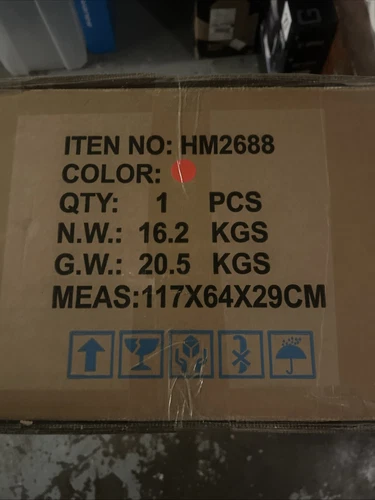 ITEN NO: HM2688
COLOR:
QTY: 1 PCS
N.W.: 16.2 KGS
G.W.: 20.5 KGS
MEAS:117X64X29CM